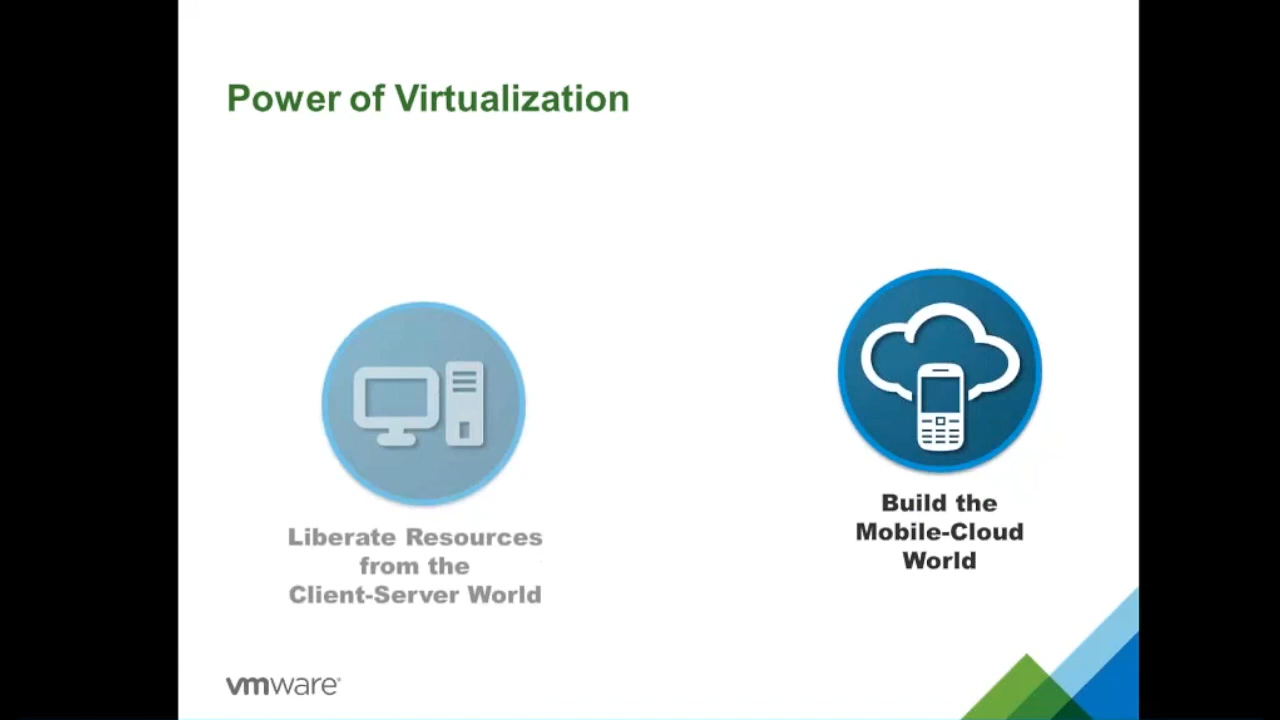 Power of Virtualization
Liberate Resources
from the
Client-Server World
Build the
Mobile-Cloud
World
vmware®